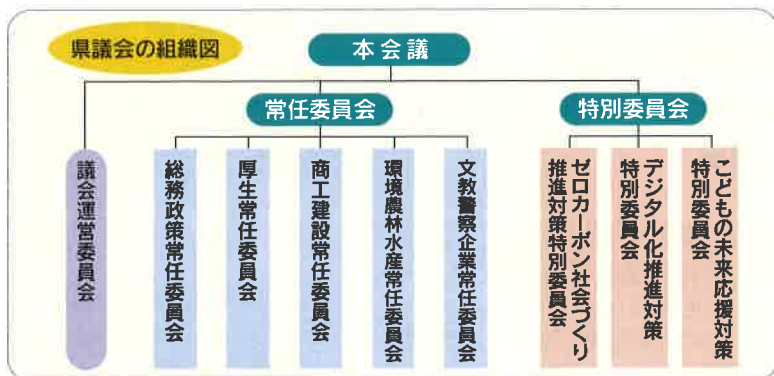 県議会の組織図
本会議
常任委員会
特別委員会
議会運営委員会
総務政策常任委員会
厚生常任委員会
商工建設常任委員会
環境農林水産常任委員会
文教警察企業常任委員会
ゼロカーボン社会づくり
推進対策特別委員会
デジタル化推進対策
特別委員会
こどもの未来応援対策
特別委員会